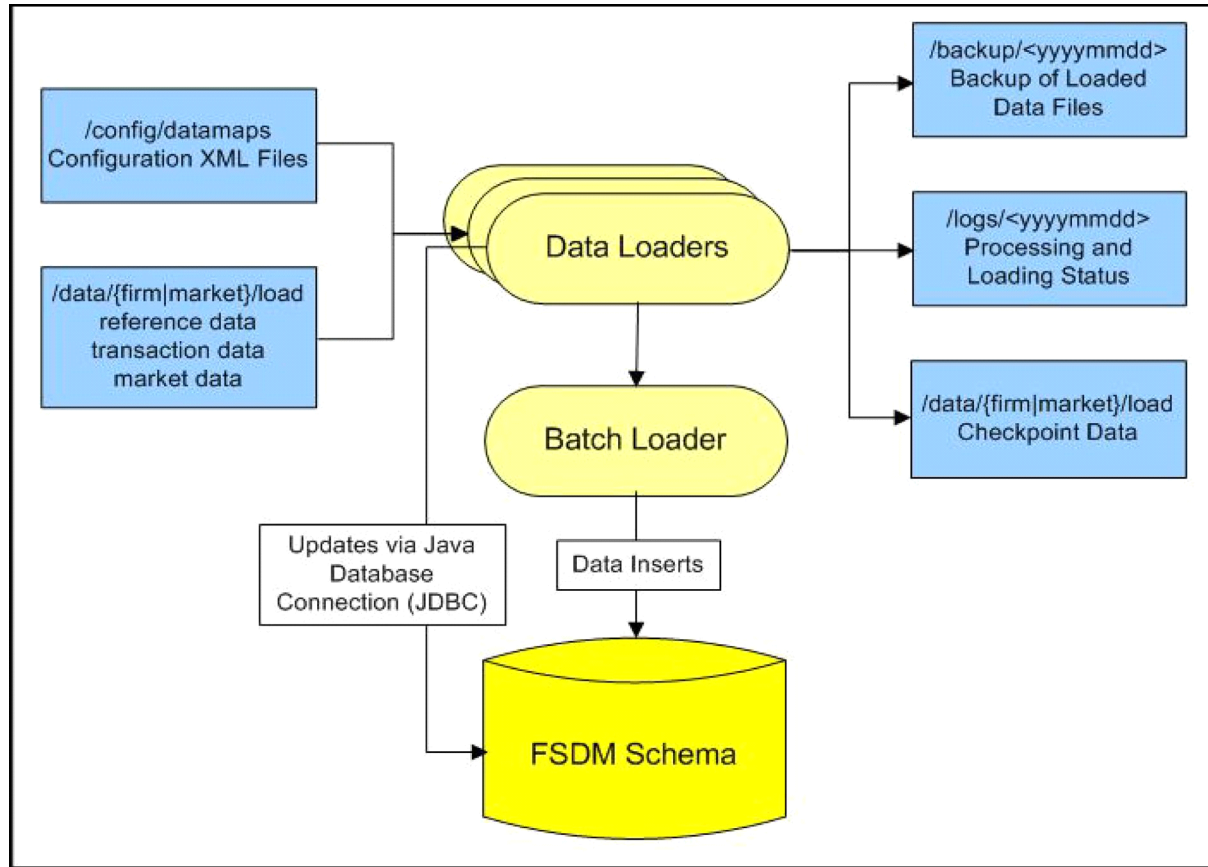 /config/datamaps
Configuration XML Files
/data/{firm|market}/load
reference data
transaction data
market data
Data Loaders
Batch Loader
Updates via Java
Database
Connection (JDBC)
Data Inserts
FSDM Schema
/backup/<yyyymmdd>
Backup of Loaded
Data Files
/logs/<yyyymmdd>
Processing and
Loading Status
/data/{firm|market}/load
Checkpoint Data